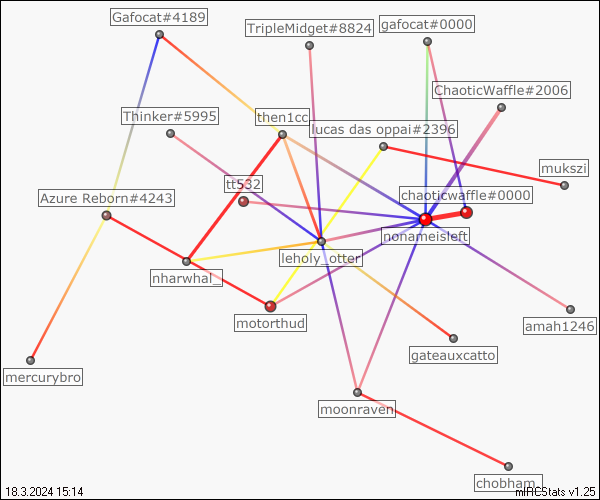 Gafocat#4189
TripleMidget#8824
gafocat#0000
ChaoticWaffle#2006
Thinker#5995
then1cc
lucas das oppai#2396
mukszi
tt532
Azure Reborn#4243
chaoticwaffle#0000
nonameisleft
leholy_otter
nharwhal_
motorthud
amah1246
gateauxcatto
mercurybro
moonraven
chobham_
18.3.2024 15:14
mIRCStats v1.25